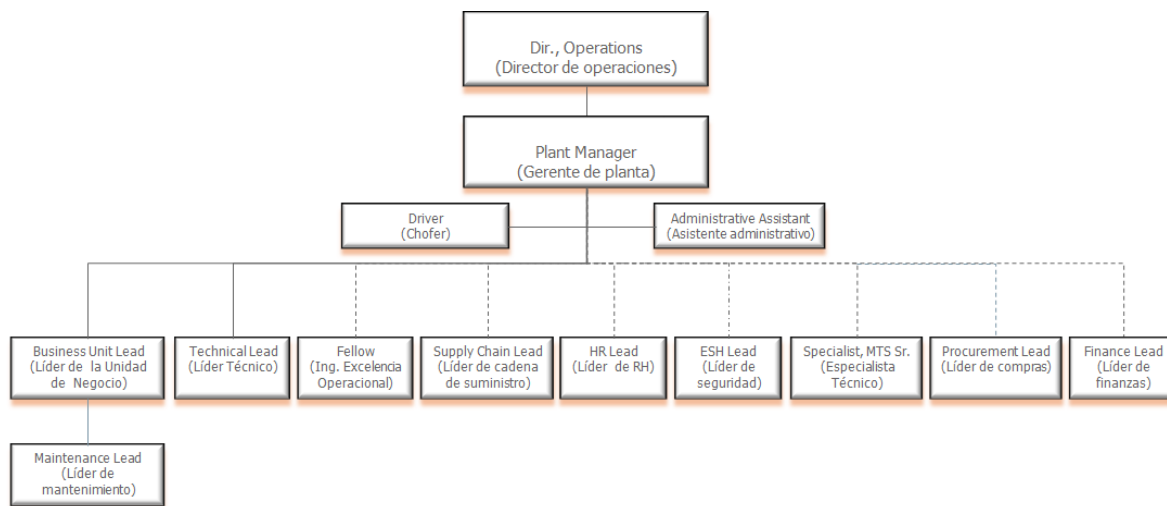 Dir., Operations
(Director de operaciones)
Plant Manager
(Gerente de planta)
Driver
(Chofer)
Administrative Assistant
(Asistente administrativo)
Business Unit Lead
(Líder de la Unidad
de Negocio)
Technical Lead
(Líder Técnico)
Fellow
(Ing. Excelencia
Operacional)
Supply Chain Lead
(Líder de cadena
de suministro)
HR Lead
(Líder de RH)
ESH Lead
(Líder de
seguridad)
Specialist, MTS Sr.
(Especialista
Técnico)
Procurement Lead
(Líder de compras)
Finance Lead
(Líder de
finanzas)
Maintenance Lead
(Líder de
mantenimiento)